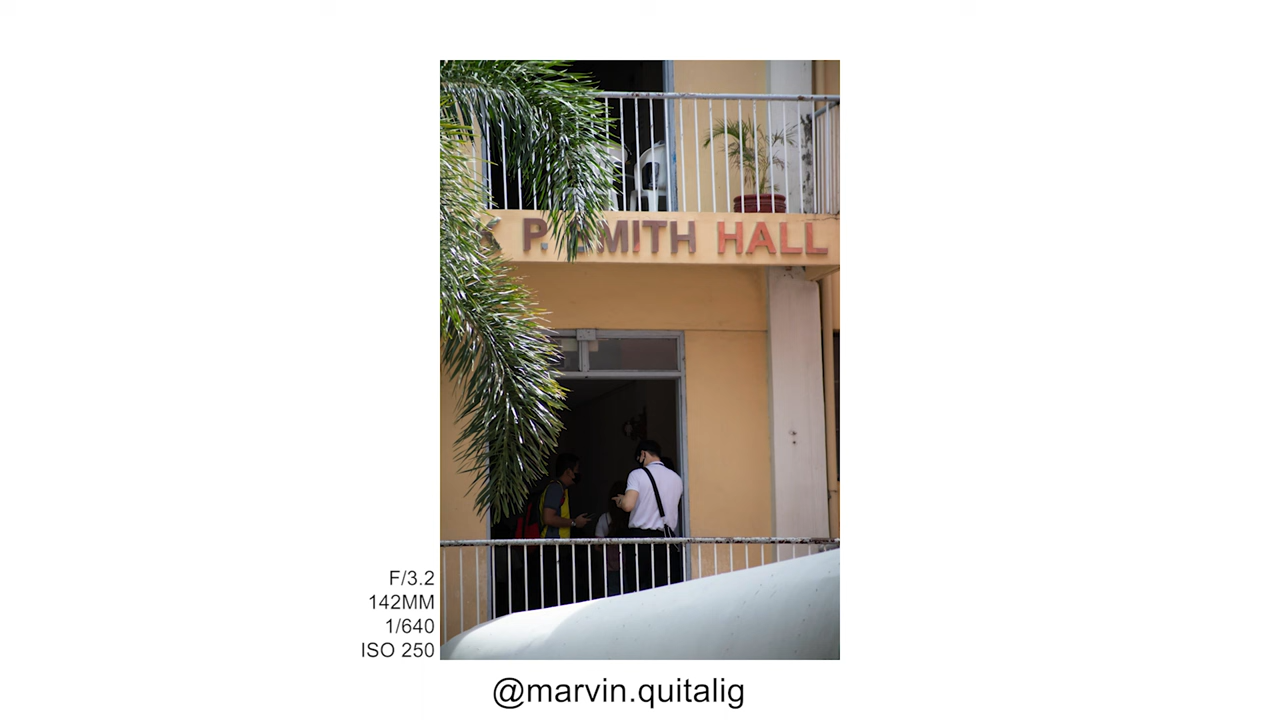 K P. SMITH HALL
F/3.2
142MM
1/640
ISO 250
@marvin.quitalig